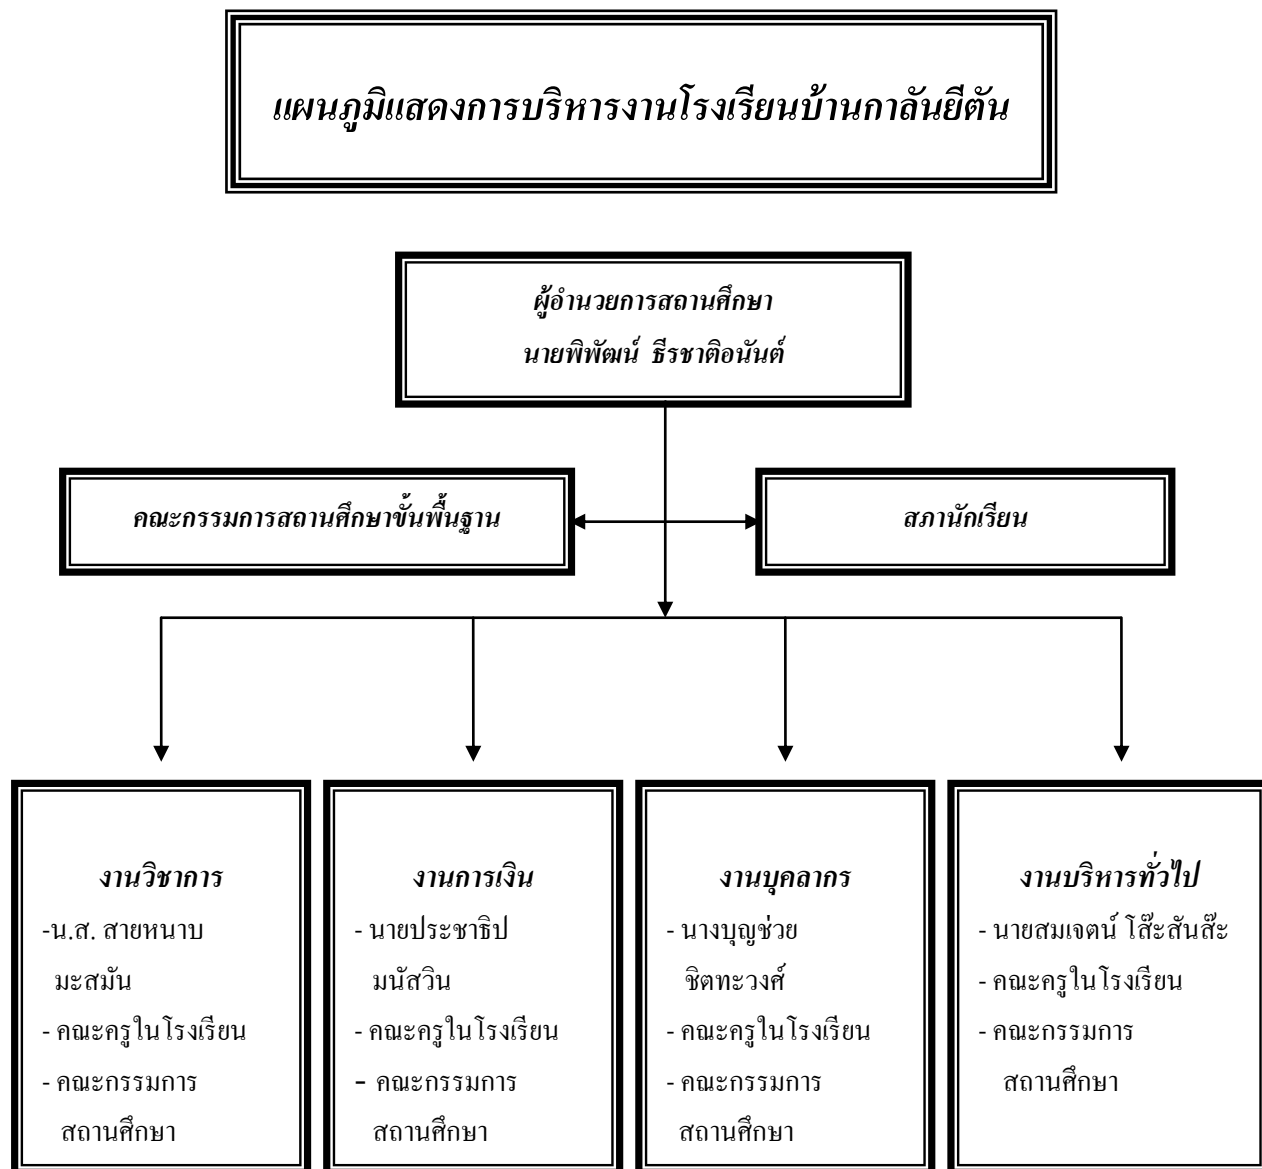 แผนภูมิแสดงการบริหารงานโรงเรียนบ้านกาลันยีตัน
ผู้อำนวยการสถานศึกษา
นายพิพัฒน์ ธีรชาติอนันต์
คณะกรรมการสถานศึกษาขั้นพื้นฐาน
สภานักเรียน
งานวิชาการ
-น.ส. สายหนาบ
มะสมัน
- คณะครูในโรงเรียน
- คณะกรรมการ
สถานศึกษา
งานการเงิน
- นายประชาธิป
มนัสวิน
- คณะครูในโรงเรียน
- คณะกรรมการ
สถานศึกษา
งานบุคลากร
- นางบุญช่วย
ชิตทะวงศ์
- คณะครูในโรงเรียน
- คณะกรรมการ
สถานศึกษา
งานบริหารทั่วไป
- นายสมเจตน์ โส๊ะสันส๊ะ
- คณะครูในโรงเรียน
- คณะกรรมการ
สถานศึกษา